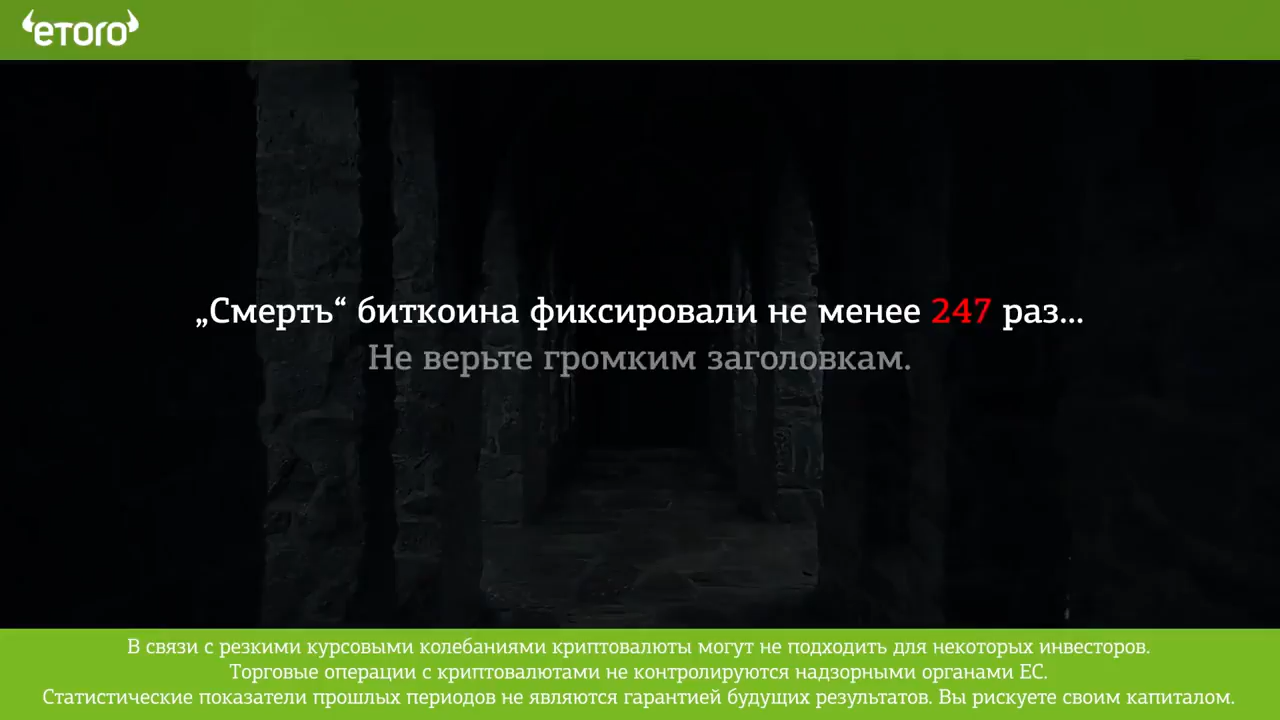 eTORO
„Смерть“ биткоина фиксировали не менее 247 раз...
Не верьте громким заголовкам.
В связи с резкими курсовыми колебаниями криптовалюты могут не подходить для некоторых инвесторов.
Торговые операции с криптовалютами не контролируются надзорными органами ЕС.
Статистические показатели прошлых периодов не являются гарантией будущих результатов. Вы рискуете своим капиталом.